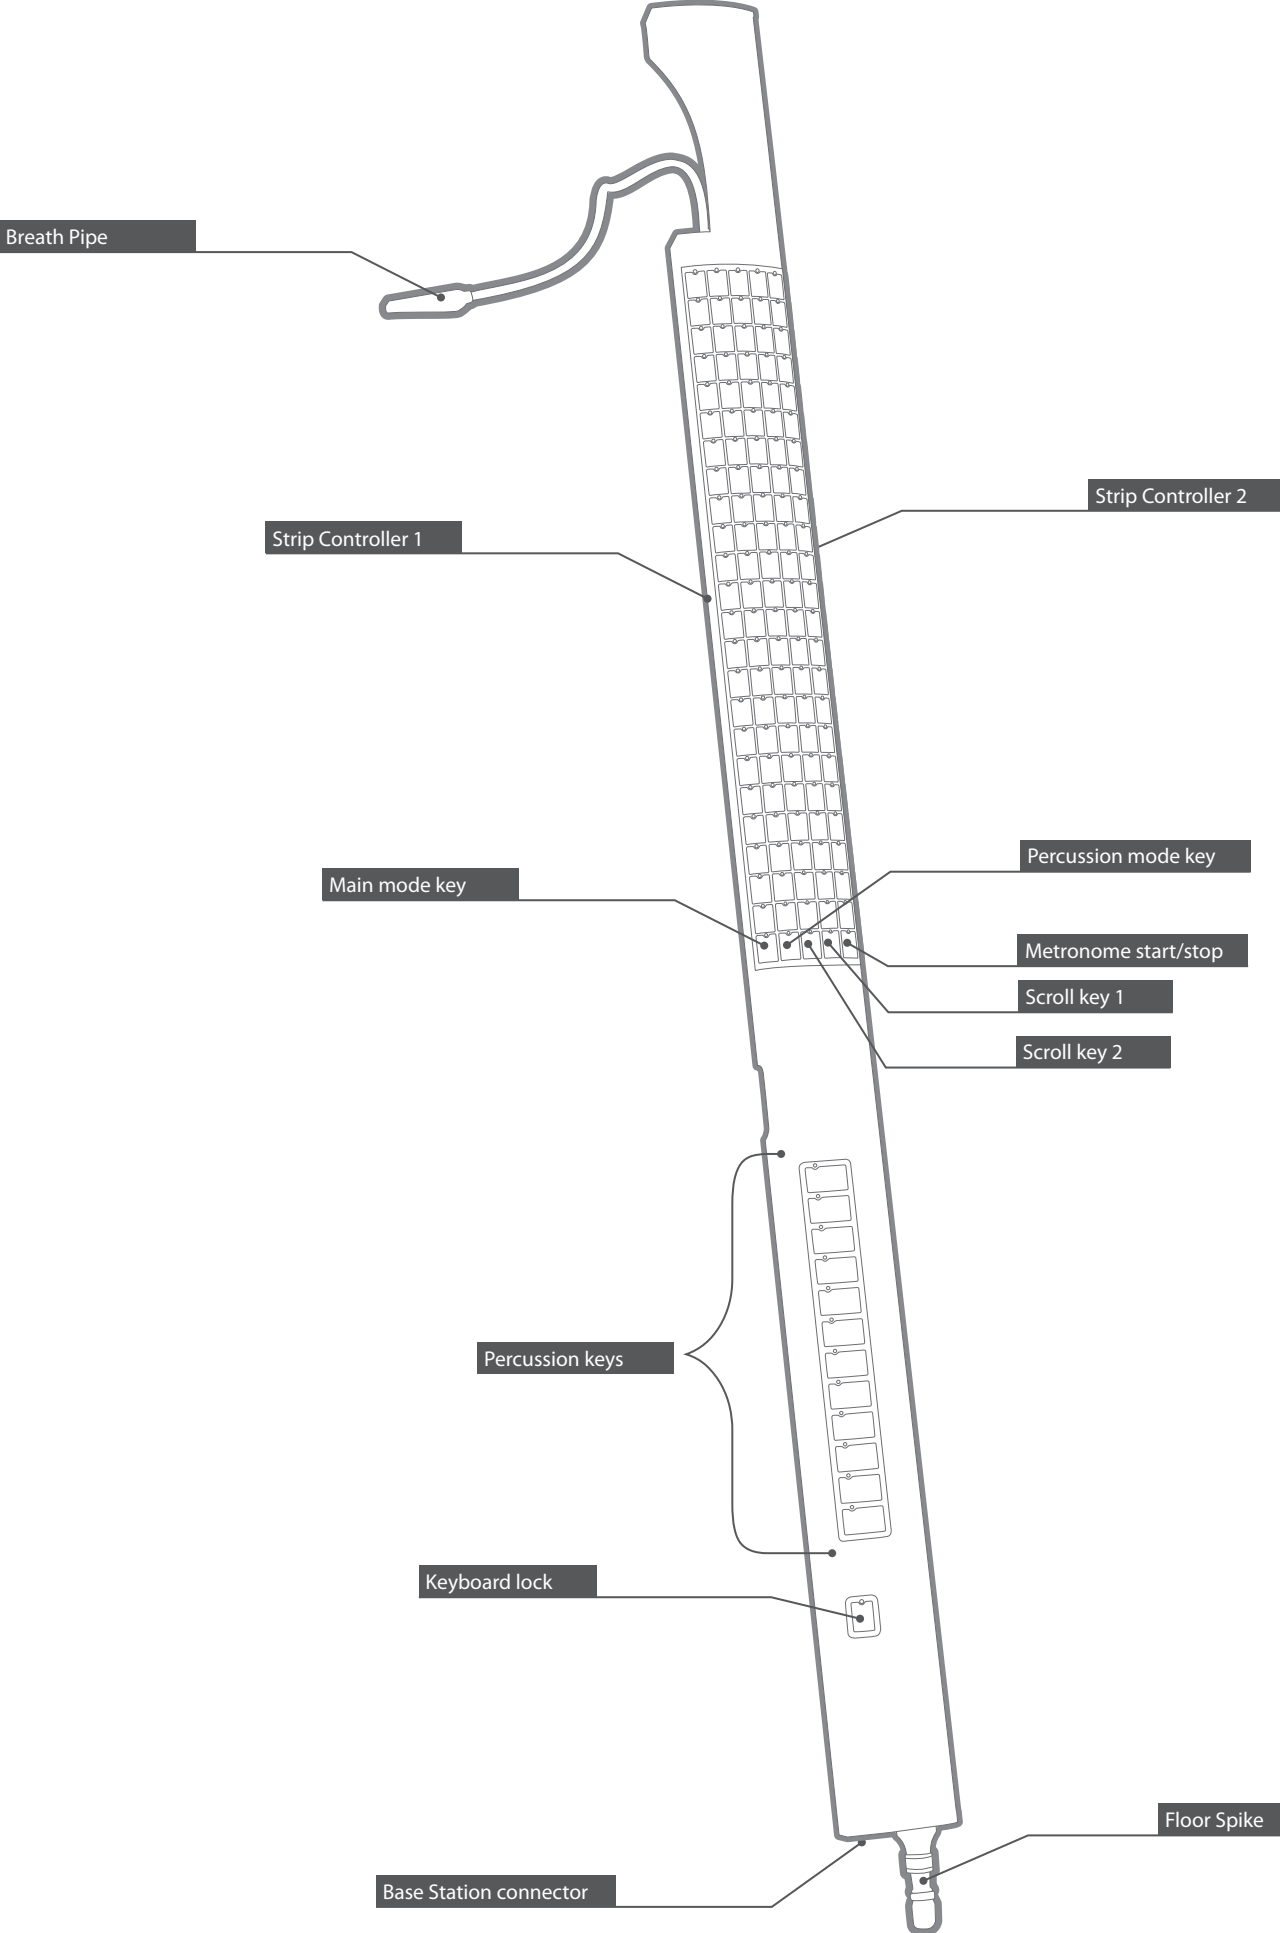 Breath Pipe
Strip Controller 2
Strip Controller 1
Percussion mode key
Main mode key
Metronome start/stop
Scroll key 1
Scroll key 2
Percussion keys
Keyboard lock
Floor Spike
Base Station connector